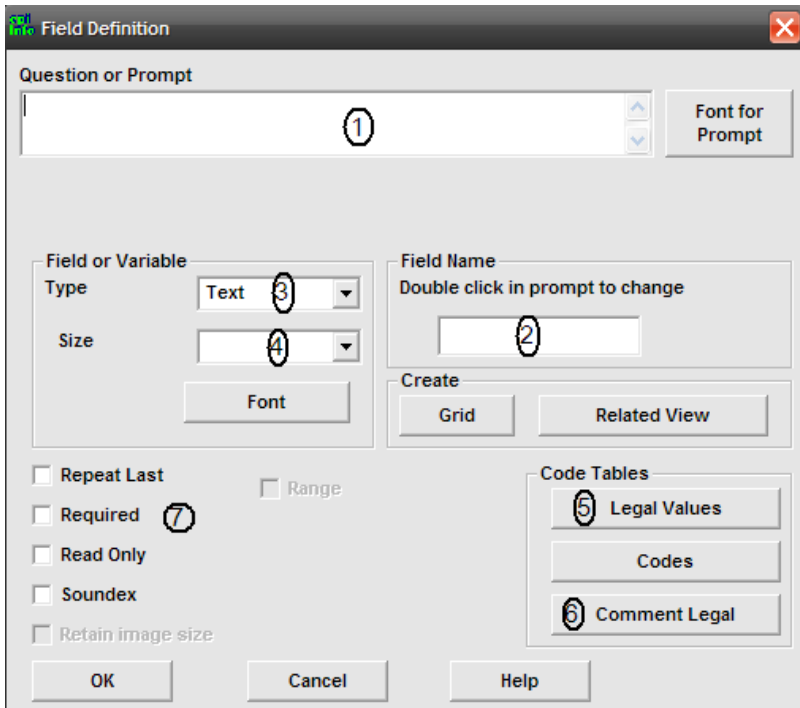 Epi Info Field Definition
Question or Prompt
1
Font for
Prompt
Field or Variable
Type
Text 3
Size
4
Font
Field Name
Double click in prompt to change
2
Create
Grid
Related View
Repeat Last
Range
Required 7
Read Only
Soundex
Retain image size
Code Tables
5 Legal Values
Codes
6 Comment Legal
OK
Cancel
Help